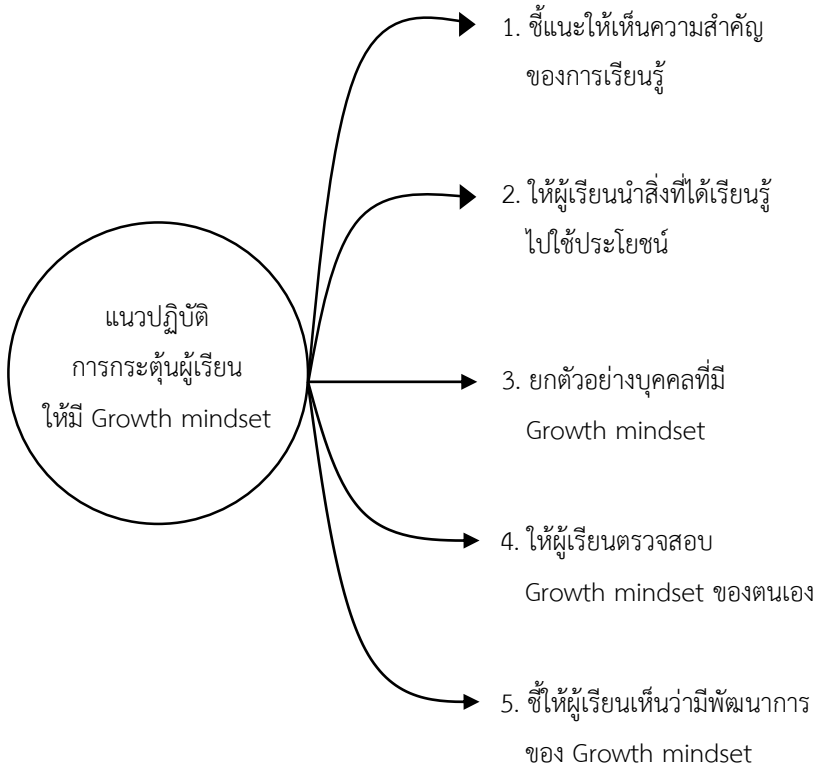 แนวปฏิบัติ
การกระตุ้นผู้เรียน
ให้มี Growth mindset
1. ชี้แนะให้เห็นความสำคัญ
ของการเรียนรู้
2. ให้ผู้เรียนนำสิ่งที่ได้เรียนรู้
ไปใช้ประโยชน์
3. ยกตัวอย่างบุคคลที่มี
Growth mindset
4. ให้ผู้เรียนตรวจสอบ
Growth mindset ของตนเอง
5. ชี้ให้ผู้เรียนเห็นว่ามีพัฒนาการ
ของ Growth mindset